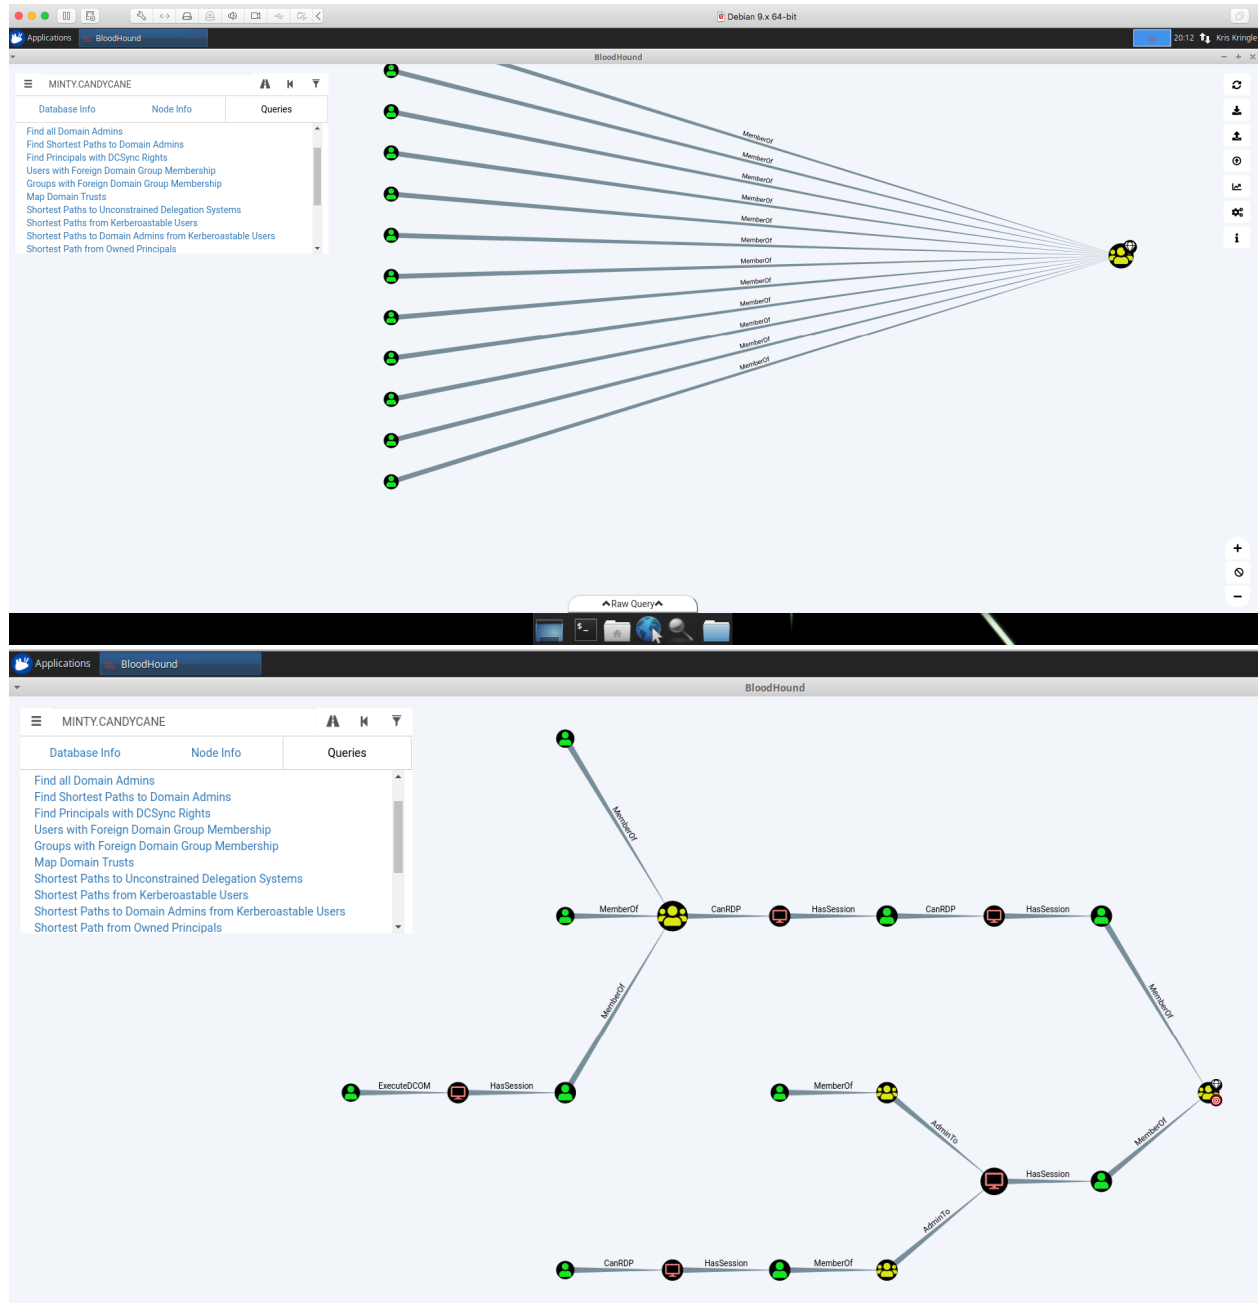 Debian 9.x 64-bit
Applications
BloodHound
20:12
Kris Kringle
BloodHound
MINTY.CANDYCANE
Database Info
Node Info
Queries
Find all Domain Admins
Find Shortest Paths to Domain Admins
Find Principals with DCSync Rights
Users with Foreign Domain Group Membership
Groups with Foreign Domain Group Membership
Map Domain Trusts
Shortest Paths to Unconstrained Delegation Systems
Shortest Paths from Kerberoastable Users
Shortest Paths to Domain Admins from Kerberoastable Users
Shortest Path from Owned Principals
MemberOf
MemberOf
MemberOf
MemberOf
MemberOf
MemberOf
MemberOf
MemberOf
MemberOf
MemberOf
MemberOf
MemberOf
Raw Query
Applications
BloodHound
BloodHound
MINTY.CANDYCANE
Database Info
Node Info
Queries
Find all Domain Admins
Find Shortest Paths to Domain Admins
Find Principals with DCSync Rights
Users with Foreign Domain Group Membership
Groups with Foreign Domain Group Membership
Map Domain Trusts
Shortest Paths to Unconstrained Delegation Systems
Shortest Paths from Kerberoastable Users
Shortest Paths to Domain Admins from Kerberoastable Users
Shortest Path from Owned Principals
MemberOf
MemberOf
CanRDP
HasSession
CanRDP
HasSession
MemberOf
MemberOf
ExecuteDCOM
HasSession
MemberOf
AdminTo
MemberOf
HasSession
AdminTo
CanRDP
HasSession
MemberOf